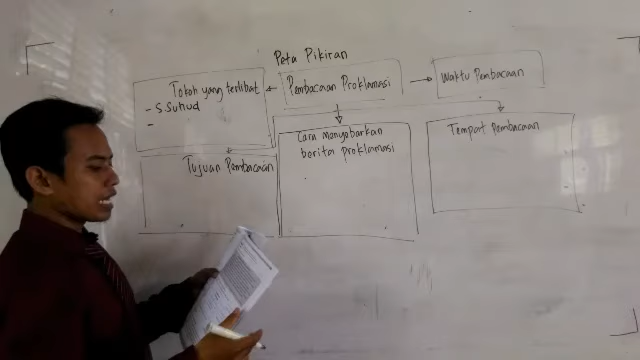 Peta Pikiran
Tokoh yang terlibat
- S Suhud
-
Pembacaan Proklamasi
Waktu Pembacaan
Tujuan Pembacaan
Cara menyebarkan
berita proklamasi
Tempat Pembacaan